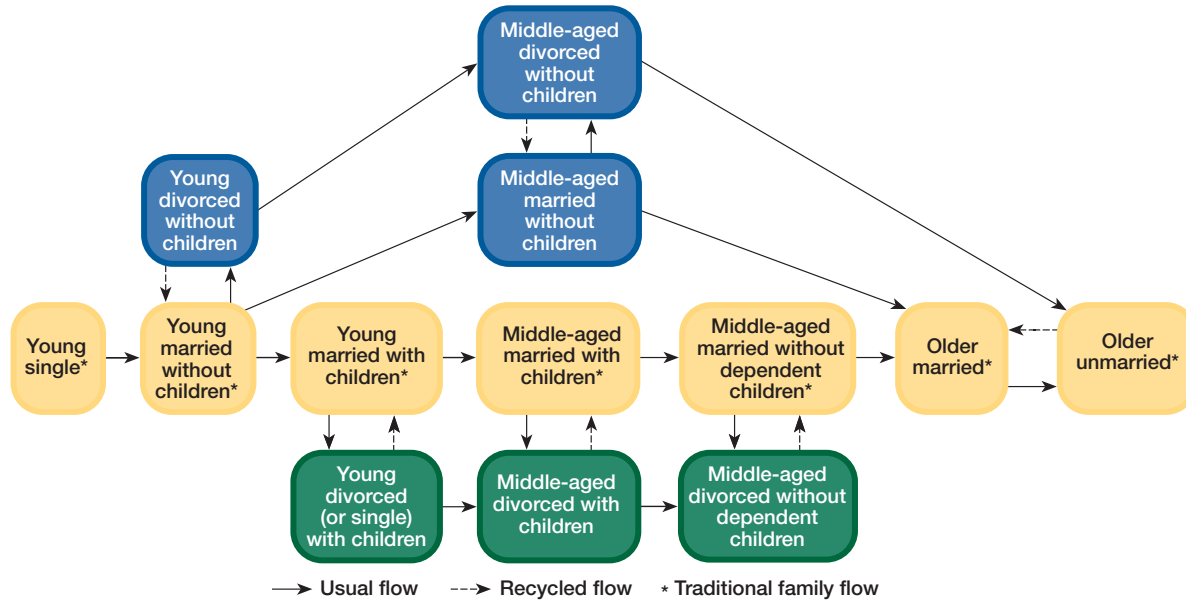 Middle-aged
divorced
without
children
Young
divorced
without
children
Middle-aged
married
without
children
Young
single*
Young
married
without
children*
Young
married with
children*
Middle-aged
married with
children*
Middle-aged
married without
dependent
children*
Older
married*
Older
unmarried*
Young
divorced
(or single)
with children
Middle-aged
divorced with
children
Middle-aged
divorced without
dependent
children
Usual flow
Recycled flow
* Traditional family flow